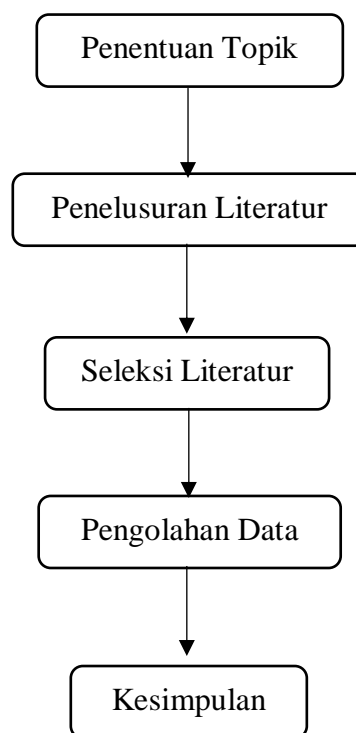 Penentuan Topik
Penelusuran Literatur
Seleksi Literatur
Pengolahan Data
Kesimpulan